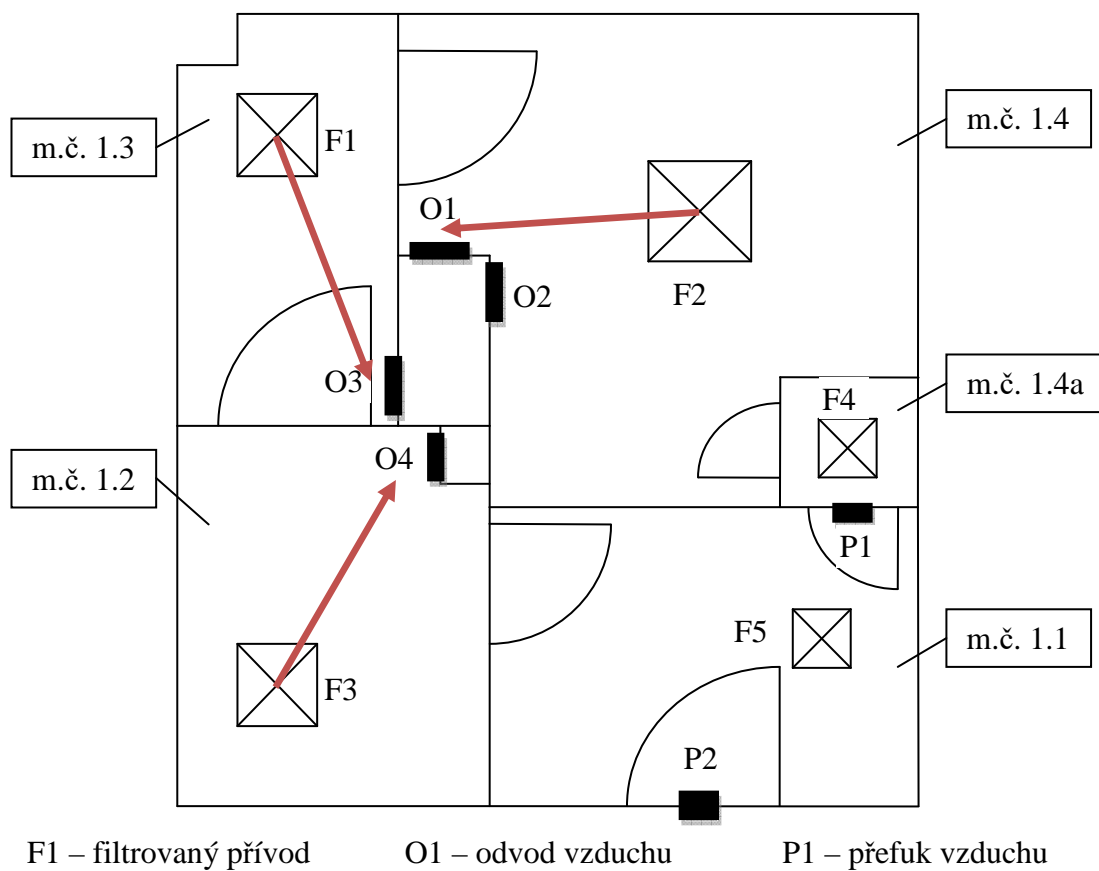 m.č. 1.3
F1
m.č. 1.4
O1
F2
O2
O3
F4
m.č. 1.4a
m.č. 1.2
O4
P1
F5
m.č. 1.1
F3
P2
F1 – filtrovaný přívod O1 – odvod vzduchu P1 – přefuk vzduchu